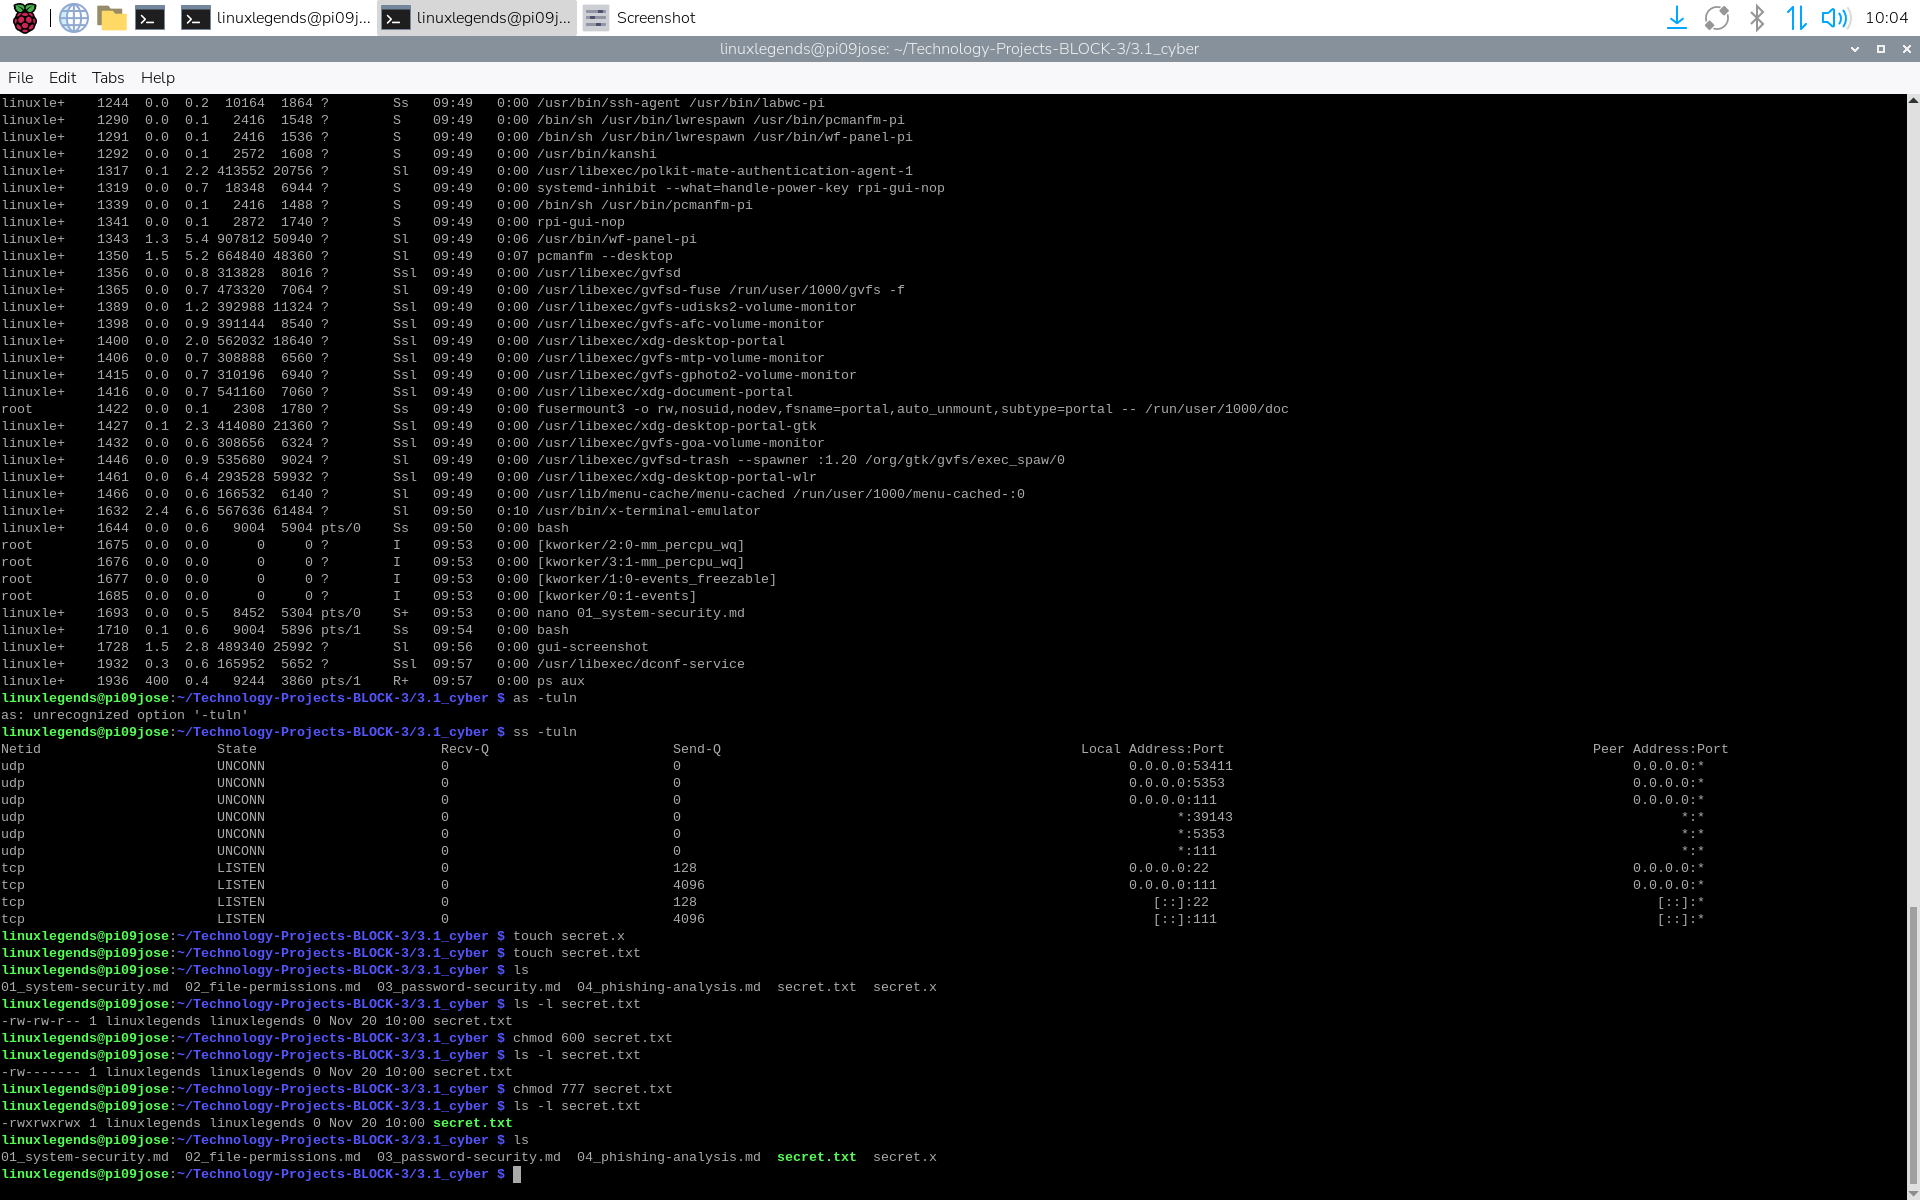 linuxlegends@pi09j... linuxlegends@pi09j... Screenshot 10:04
linuxlegends@pi09jose: ~/Technology-Projects-BLOCK-3/3.1_cyber
File Edit Tabs Help
linuxle+    1244  0.0  0.2  10164  1864 ?        Ss   09:49   0:00 /usr/bin/ssh-agent /usr/bin/labwc-pi
linuxle+    1290  0.0  0.1   2416  1548 ?        S    09:49   0:00 /bin/sh /usr/bin/lwrespawn /usr/bin/pcmanfm-pi
linuxle+    1291  0.0  0.1   2416  1536 ?        S    09:49   0:00 /bin/sh /usr/bin/lwrespawn /usr/bin/wf-panel-pi
linuxle+    1292  0.0  0.1   2572  1608 ?        S    09:49   0:00 /usr/bin/kanshi
linuxle+    1317  0.1  2.2 413552 20756 ?        Sl   09:49   0:00 /usr/libexec/polkit-mate-authentication-agent-1
linuxle+    1319  0.0  0.7  18348  6944 ?        S    09:49   0:00 systemd-inhibit --what=handle-power-key rpi-gui-nop
linuxle+    1339  0.0  0.1   2416  1488 ?        S    09:49   0:00 /bin/sh /usr/bin/pcmanfm-pi
linuxle+    1341  0.0  0.1   2872  1740 ?        S    09:49   0:00 rpi-gui-nop
linuxle+    1343  1.3  5.4 907812 50940 ?        Sl   09:49   0:06 /usr/bin/wf-panel-pi
linuxle+    1350  1.5  5.2 664840 48360 ?        Sl   09:49   0:07 pcmanfm --desktop
linuxle+    1356  0.0  0.8 313828  8016 ?        Ssl  09:49   0:00 /usr/libexec/gvfsd
linuxle+    1365  0.0  0.7 473320  7064 ?        Sl   09:49   0:00 /usr/libexec/gvfsd-fuse /run/user/1000/gvfs -f
linuxle+    1389  0.0  1.2 392988 11324 ?        Ssl  09:49   0:00 /usr/libexec/gvfs-udisks2-volume-monitor
linuxle+    1398  0.0  0.9 391144  8540 ?        Ssl  09:49   0:00 /usr/libexec/gvfs-afc-volume-monitor
linuxle+    1400  0.0  2.0 562032 18640 ?        Ssl  09:49   0:00 /usr/libexec/xdg-desktop-portal
linuxle+    1406  0.0  0.7 308888  6560 ?        Ssl  09:49   0:00 /usr/libexec/gvfs-mtp-volume-monitor
linuxle+    1415  0.0  0.7 310196  6940 ?        Ssl  09:49   0:00 /usr/libexec/gvfs-gphoto2-volume-monitor
linuxle+    1416  0.0  0.7 541160  7060 ?        Ssl  09:49   0:00 /usr/libexec/xdg-document-portal
root        1422  0.0  0.1   2308  1780 ?        Ss   09:49   0:00 fusermount3 -o rw,nosuid,nodev,fsname=portal,auto_unmount,subtype=portal -- /run/user/1000/doc
linuxle+    1427  0.1  2.3 414080 21360 ?        Ssl  09:49   0:00 /usr/libexec/xdg-desktop-portal-gtk
linuxle+    1432  0.0  0.6 308656  6324 ?        Ssl  09:49   0:00 /usr/libexec/gvfs-goa-volume-monitor
linuxle+    1446  0.0  0.9 535680  9024 ?        Sl   09:49   0:00 /usr/libexec/gvfsd-trash --spawner :1.20 /org/gtk/gvfs/exec_spaw/0
linuxle+    1461  0.0  6.4 293528 59932 ?        Ssl  09:49   0:00 /usr/libexec/xdg-desktop-portal-wlr
linuxle+    1466  0.0  0.6 166532  6140 ?        Sl   09:49   0:00 /usr/lib/menu-cache/menu-cached /run/user/1000/menu-cached-:0
linuxle+    1632  2.4  6.6 567636 61484 ?        Sl   09:50   0:10 /usr/bin/x-terminal-emulator
linuxle+    1644  0.0  0.6   9004  5904 pts/0    Ss   09:50   0:00 bash
root        1675  0.0  0.0      0     0 ?        I    09:53   0:00 [kworker/2:0-mm_percpu_wq]
root        1676  0.0  0.0      0     0 ?        I    09:53   0:00 [kworker/3:1-mm_percpu_wq]
root        1677  0.0  0.0      0     0 ?        I    09:53   0:00 [kworker/1:0-events_freezable]
root        1685  0.0  0.0      0     0 ?        I    09:53   0:00 [kworker/0:1-events]
linuxle+    1693  0.0  0.5   8452  5304 pts/0    S+   09:53   0:00 nano 01_system-security.md
linuxle+    1710  0.1  0.6   9004  5896 pts/1    Ss   09:54   0:00 bash
linuxle+    1728  1.5  2.8 489340 25992 ?        Sl   09:56   0:00 gui-screenshot
linuxle+    1932  0.3  0.6 165952  5652 ?        Ssl  09:57   0:00 /usr/libexec/dconf-service
linuxle+    1936  400  0.4   9244  3860 pts/1    R+   09:57   0:00 ps aux
linuxlegends@pi09jose:~/Technology-Projects-BLOCK-3/3.1_cyber $ as -tuln
as: unrecognized option '-tuln'
linuxlegends@pi09jose:~/Technology-Projects-BLOCK-3/3.1_cyber $ ss -tuln
Netid State Recv-Q Send-Q Local Address:Port Peer Address:Port
udp UNCONN 0 0 0.0.0.0:53411 0.0.0.0:*
udp UNCONN 0 0 0.0.0.0:5353 0.0.0.0:*
udp UNCONN 0 0 0.0.0.0:111 0.0.0.0:*
udp UNCONN 0 0 *:39143 *:*
udp UNCONN 0 0 *:5353 *:*
udp UNCONN 0 0 *:111 *:*
tcp LISTEN 0 128 0.0.0.0:22 0.0.0.0:*
tcp LISTEN 0 4096 0.0.0.0:111 0.0.0.0:*
tcp LISTEN 0 128 [::]:22 [::]:*
tcp LISTEN 0 4096 [::]:111 [::]:*
linuxlegends@pi09jose:~/Technology-Projects-BLOCK-3/3.1_cyber $ touch secret.x
linuxlegends@pi09jose:~/Technology-Projects-BLOCK-3/3.1_cyber $ touch secret.txt
linuxlegends@pi09jose:~/Technology-Projects-BLOCK-3/3.1_cyber $ ls
01_system-security.md  02_file-permissions.md  03_password-security.md  04_phishing-analysis.md  secret.txt  secret.x
linuxlegends@pi09jose:~/Technology-Projects-BLOCK-3/3.1_cyber $ ls -l secret.txt
-rw-rw-r-- 1 linuxlegends linuxlegends 0 Nov 20 10:00 secret.txt
linuxlegends@pi09jose:~/Technology-Projects-BLOCK-3/3.1_cyber $ chmod 600 secret.txt
linuxlegends@pi09jose:~/Technology-Projects-BLOCK-3/3.1_cyber $ ls -l secret.txt
-rw------- 1 linuxlegends linuxlegends 0 Nov 20 10:00 secret.txt
linuxlegends@pi09jose:~/Technology-Projects-BLOCK-3/3.1_cyber $ chmod 777 secret.txt
linuxlegends@pi09jose:~/Technology-Projects-BLOCK-3/3.1_cyber $ ls -l secret.txt
-rwxrwxrwx 1 linuxlegends linuxlegends 0 Nov 20 10:00 secret.txt
linuxlegends@pi09jose:~/Technology-Projects-BLOCK-3/3.1_cyber $ ls
01_system-security.md  02_file-permissions.md  03_password-security.md  04_phishing-analysis.md  secret.txt  secret.x
linuxlegends@pi09jose:~/Technology-Projects-BLOCK-3/3.1_cyber $